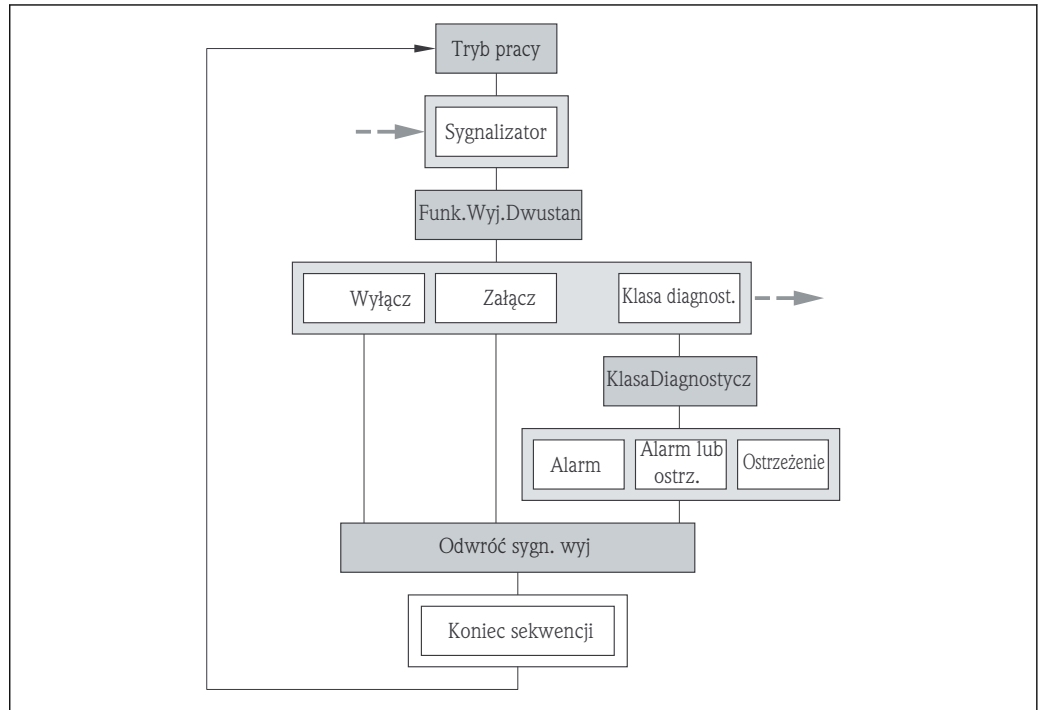 Tryb pracy
Sygnalizator
Funk.Wyj.Dwustan
Wyłącz
Załącz
Klasa diagnost.
KlasaDiagnostycz
Alarm
Alarm lub
ostrz.
Ostrzeżenie
Odwróć sygn. wyj
Koniec sekwencji